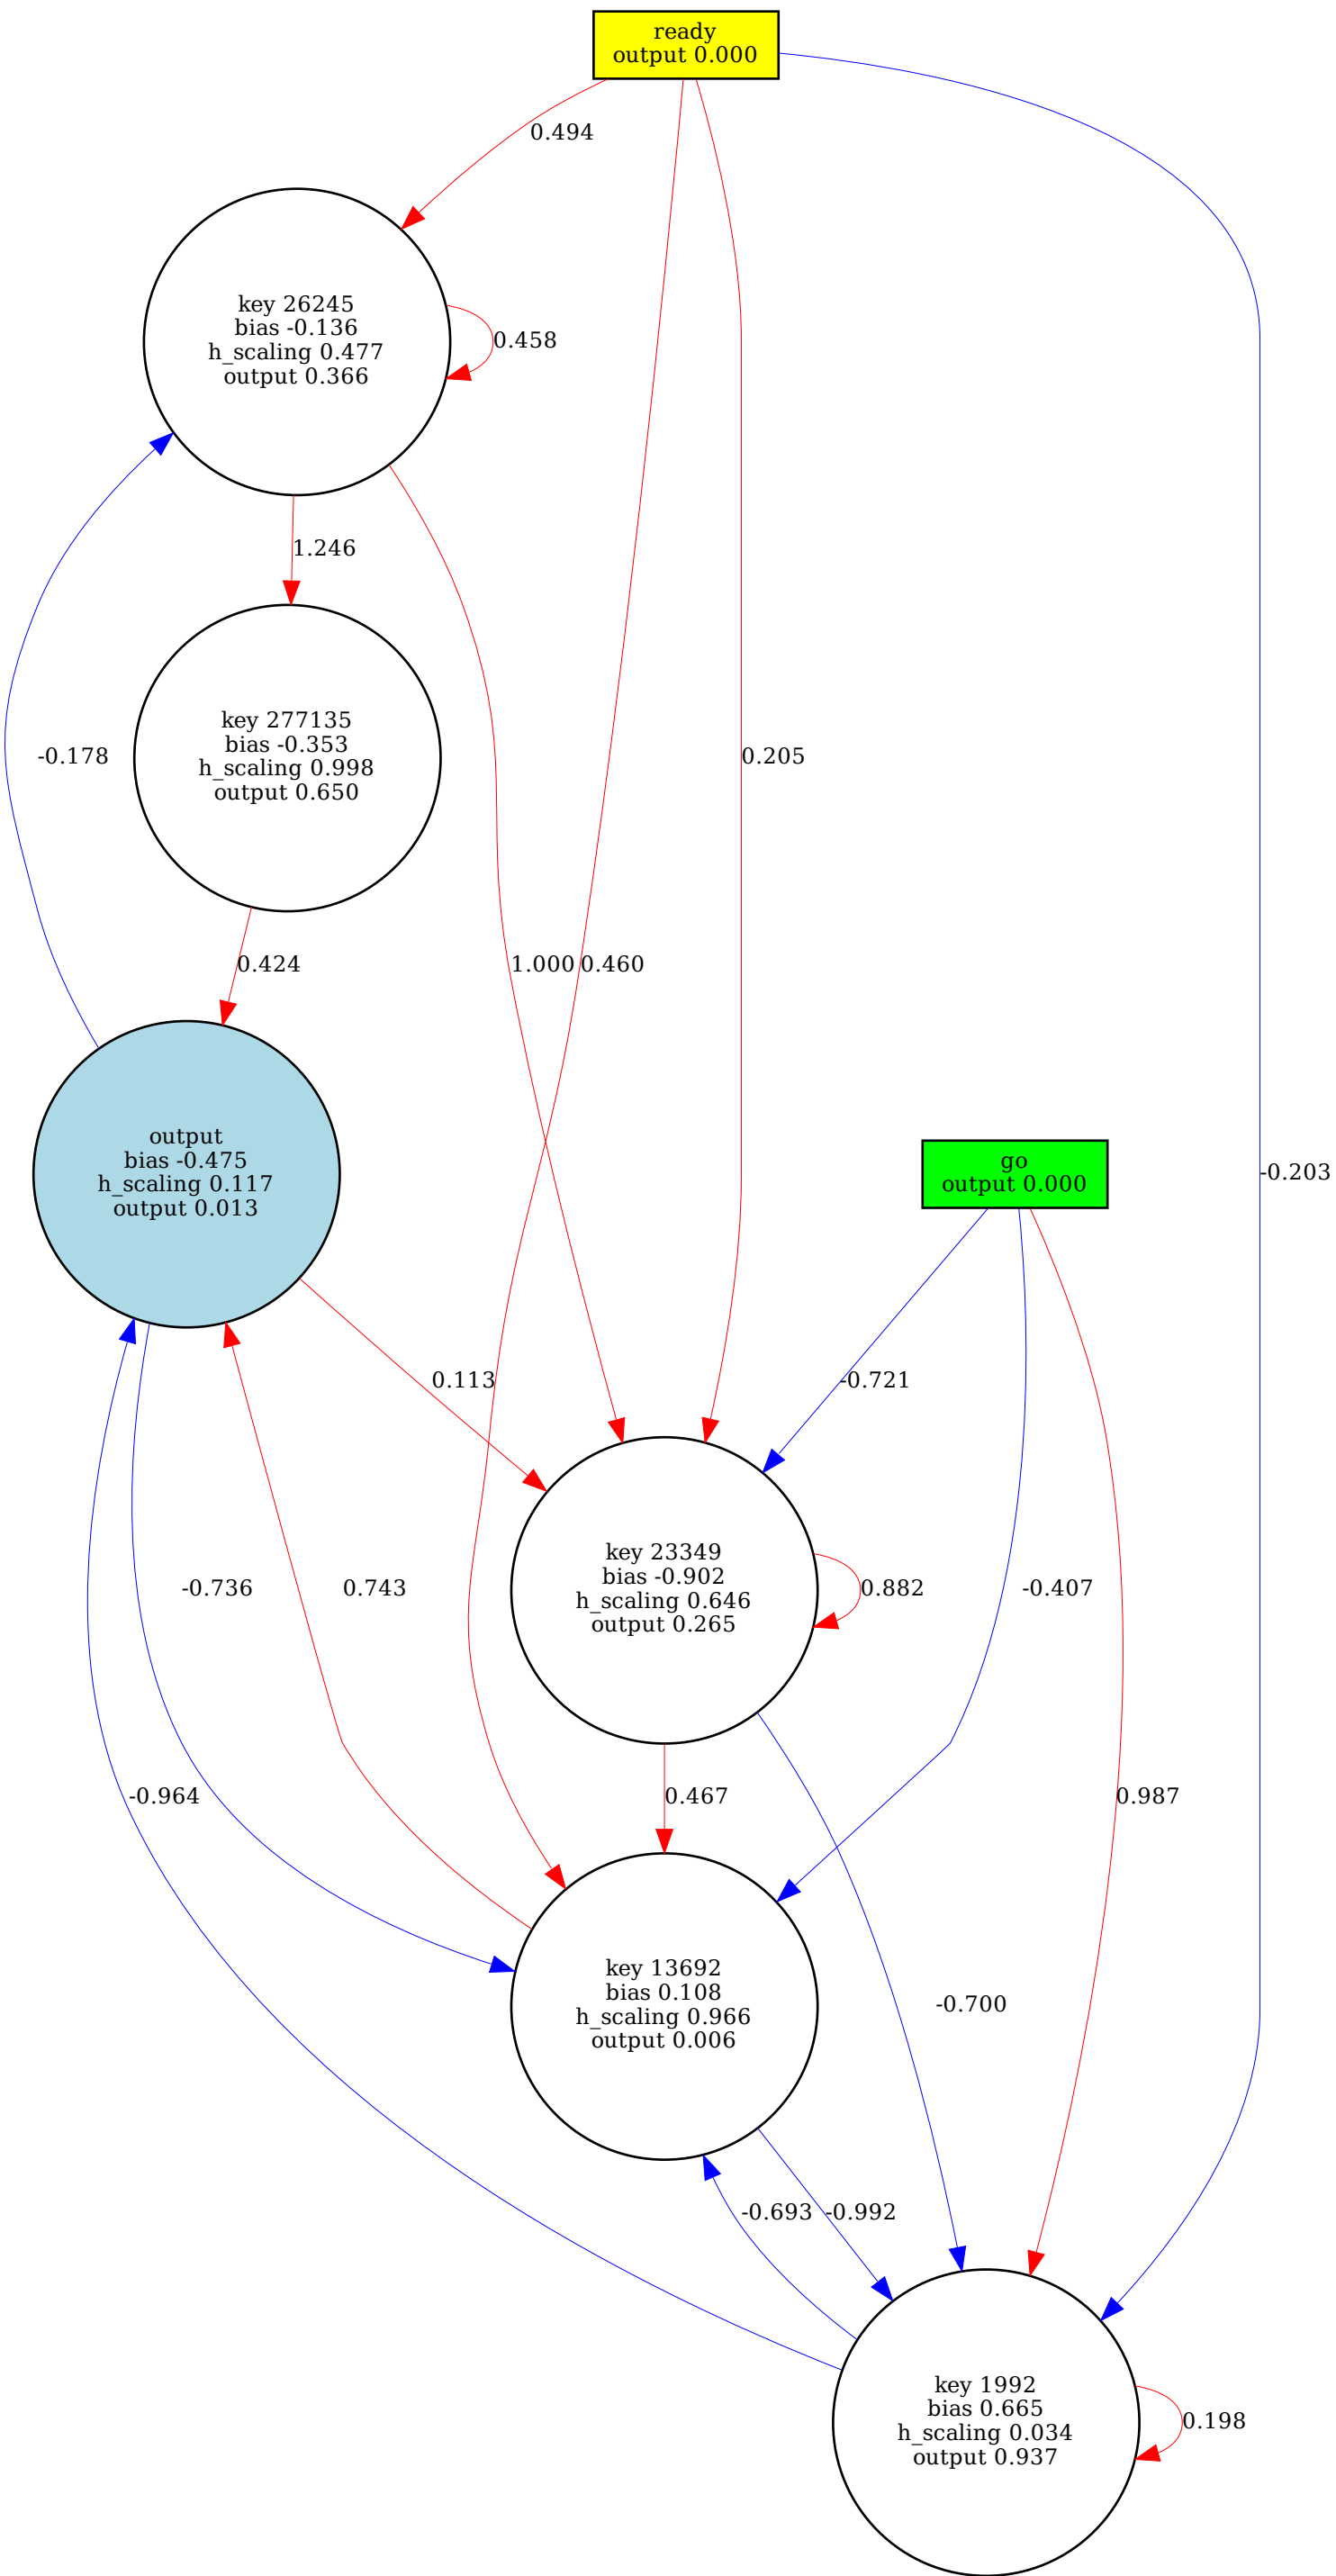 ready
output 0.000
0.494
key 26245
bias -0.136
h_scaling 0.477
output 0.366
0.458
1.246
key 277135
bias -0.353
h_scaling 0.998
output 0.650
-0.178
0.205
0.424
1.000
0.460
output
bias -0.475
h_scaling 0.117
output 0.013
go
output 0.000
-0.203
0.113
-0.721
key 23349
bias -0.902
h_scaling 0.646
output 0.265
-0.736
0.743
0.882
-0.407
-0.964
0.467
0.987
key 13692
bias 0.108
h_scaling 0.966
output 0.006
-0.700
-0.693
-0.992
key 1992
bias 0.665
h_scaling 0.034
output 0.937
0.198